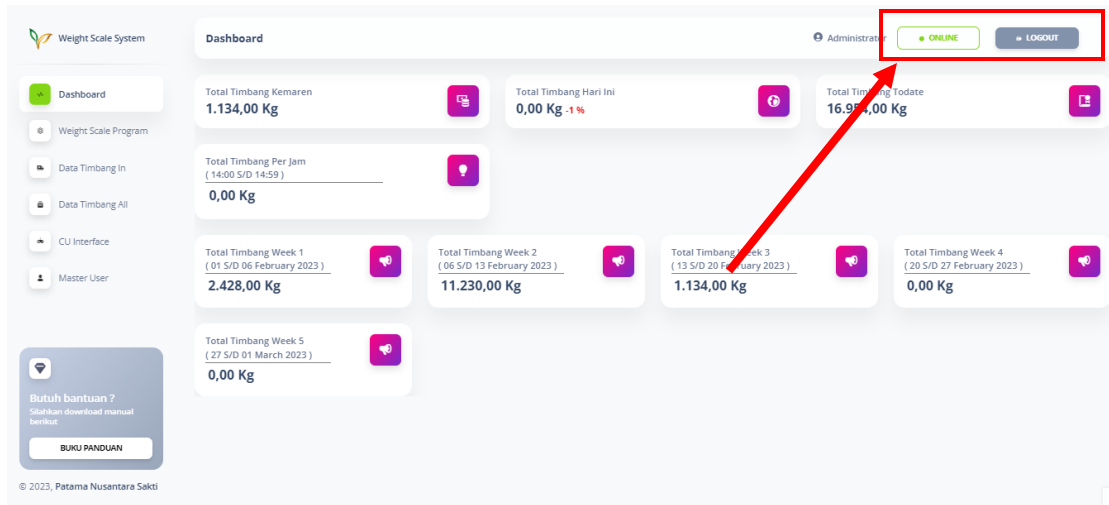 Weight Scale System
Dashboard
Administrator
ONLINE
LOGOUT
Dashboard
Weight Scale Program
Data Timbang In
Data Timbang All
CU Interface
Master User
Total Timbang Kemaren
1.134,00 Kg
Total Timbang Hari Ini
0,00 Kg -1 %
Total Timbang Todate
16.954,00 Kg
Total Timbang Per Jam
( 14:00 S/D 14:59 )
0,00 Kg
Total Timbang Week 1
( 01 S/D 06 February 2023 )
2.428,00 Kg
Total Timbang Week 2
( 06 S/D 13 February 2023 )
11.230,00 Kg
Total Timbang Week 3
( 13 S/D 20 February 2023 )
1.134,00 Kg
Total Timbang Week 4
( 20 S/D 27 February 2023 )
0,00 Kg
Total Timbang Week 5
( 27 S/D 01 March 2023 )
0,00 Kg
Butuh bantuan ?
Silahkan download manual
berikut
BUKU PANDUAN
© 2023, Patama Nusantara Sakti